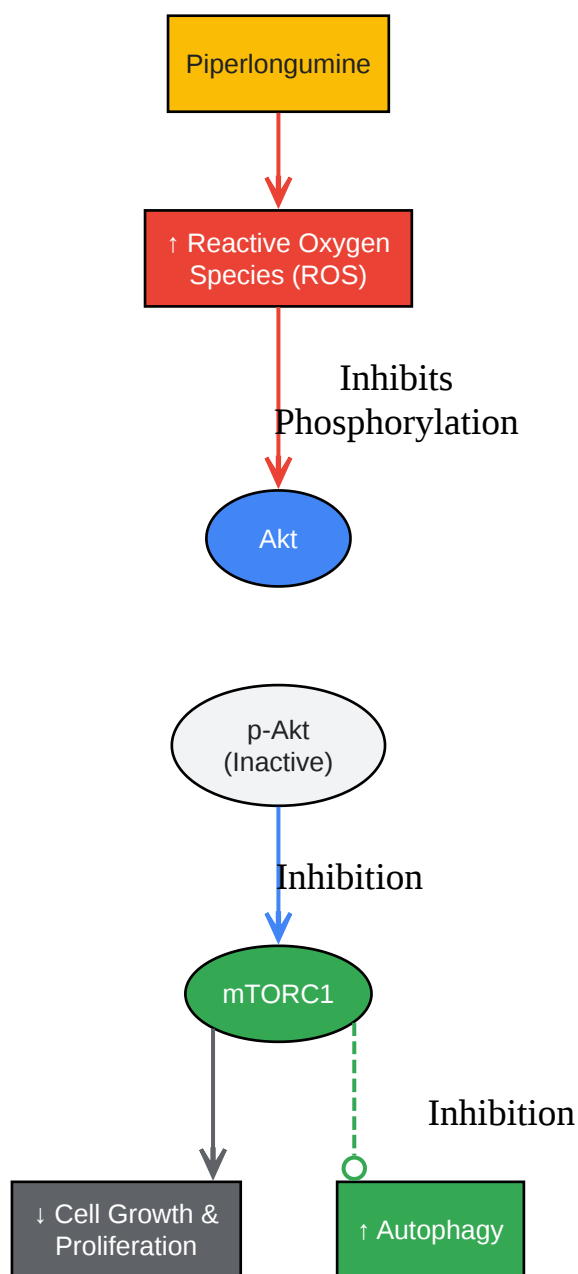 Piperlongumine
↑ Reactive Oxygen
Species (ROS)
Inhibits
Phosphorylation
Akt
p-Akt
(Inactive)
Inhibition
mTORC1
Inhibition
↓ Cell Growth &
Proliferation
↑ Autophagy